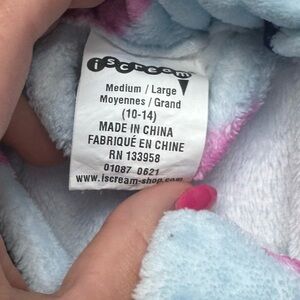 iscream
Medium / Large
Moyennes / Grand
(10-14)
MADE IN CHINA
FABRIQUÉ EN CHINE
RN 133958
01087 0621
www.iscream-shop.com